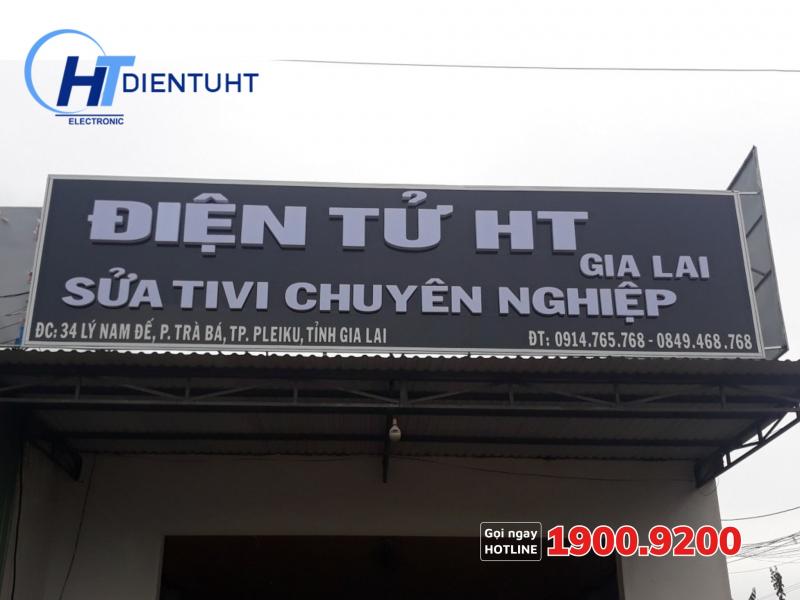 HT DIENTUHT
ELECTRONIC
ĐIỆN TỬ HT
GIA LAI
SỬA TIVI CHUYÊN NGHIỆP
ĐC: 34 LÝ NAM ĐẾ, P. TRÀ BÁ, TP. PLEIKU, TỈNH GIA LAI
ĐT: 0914.765.768 - 0849.468.768
Gọi ngay
HOTLINE
1900.9200